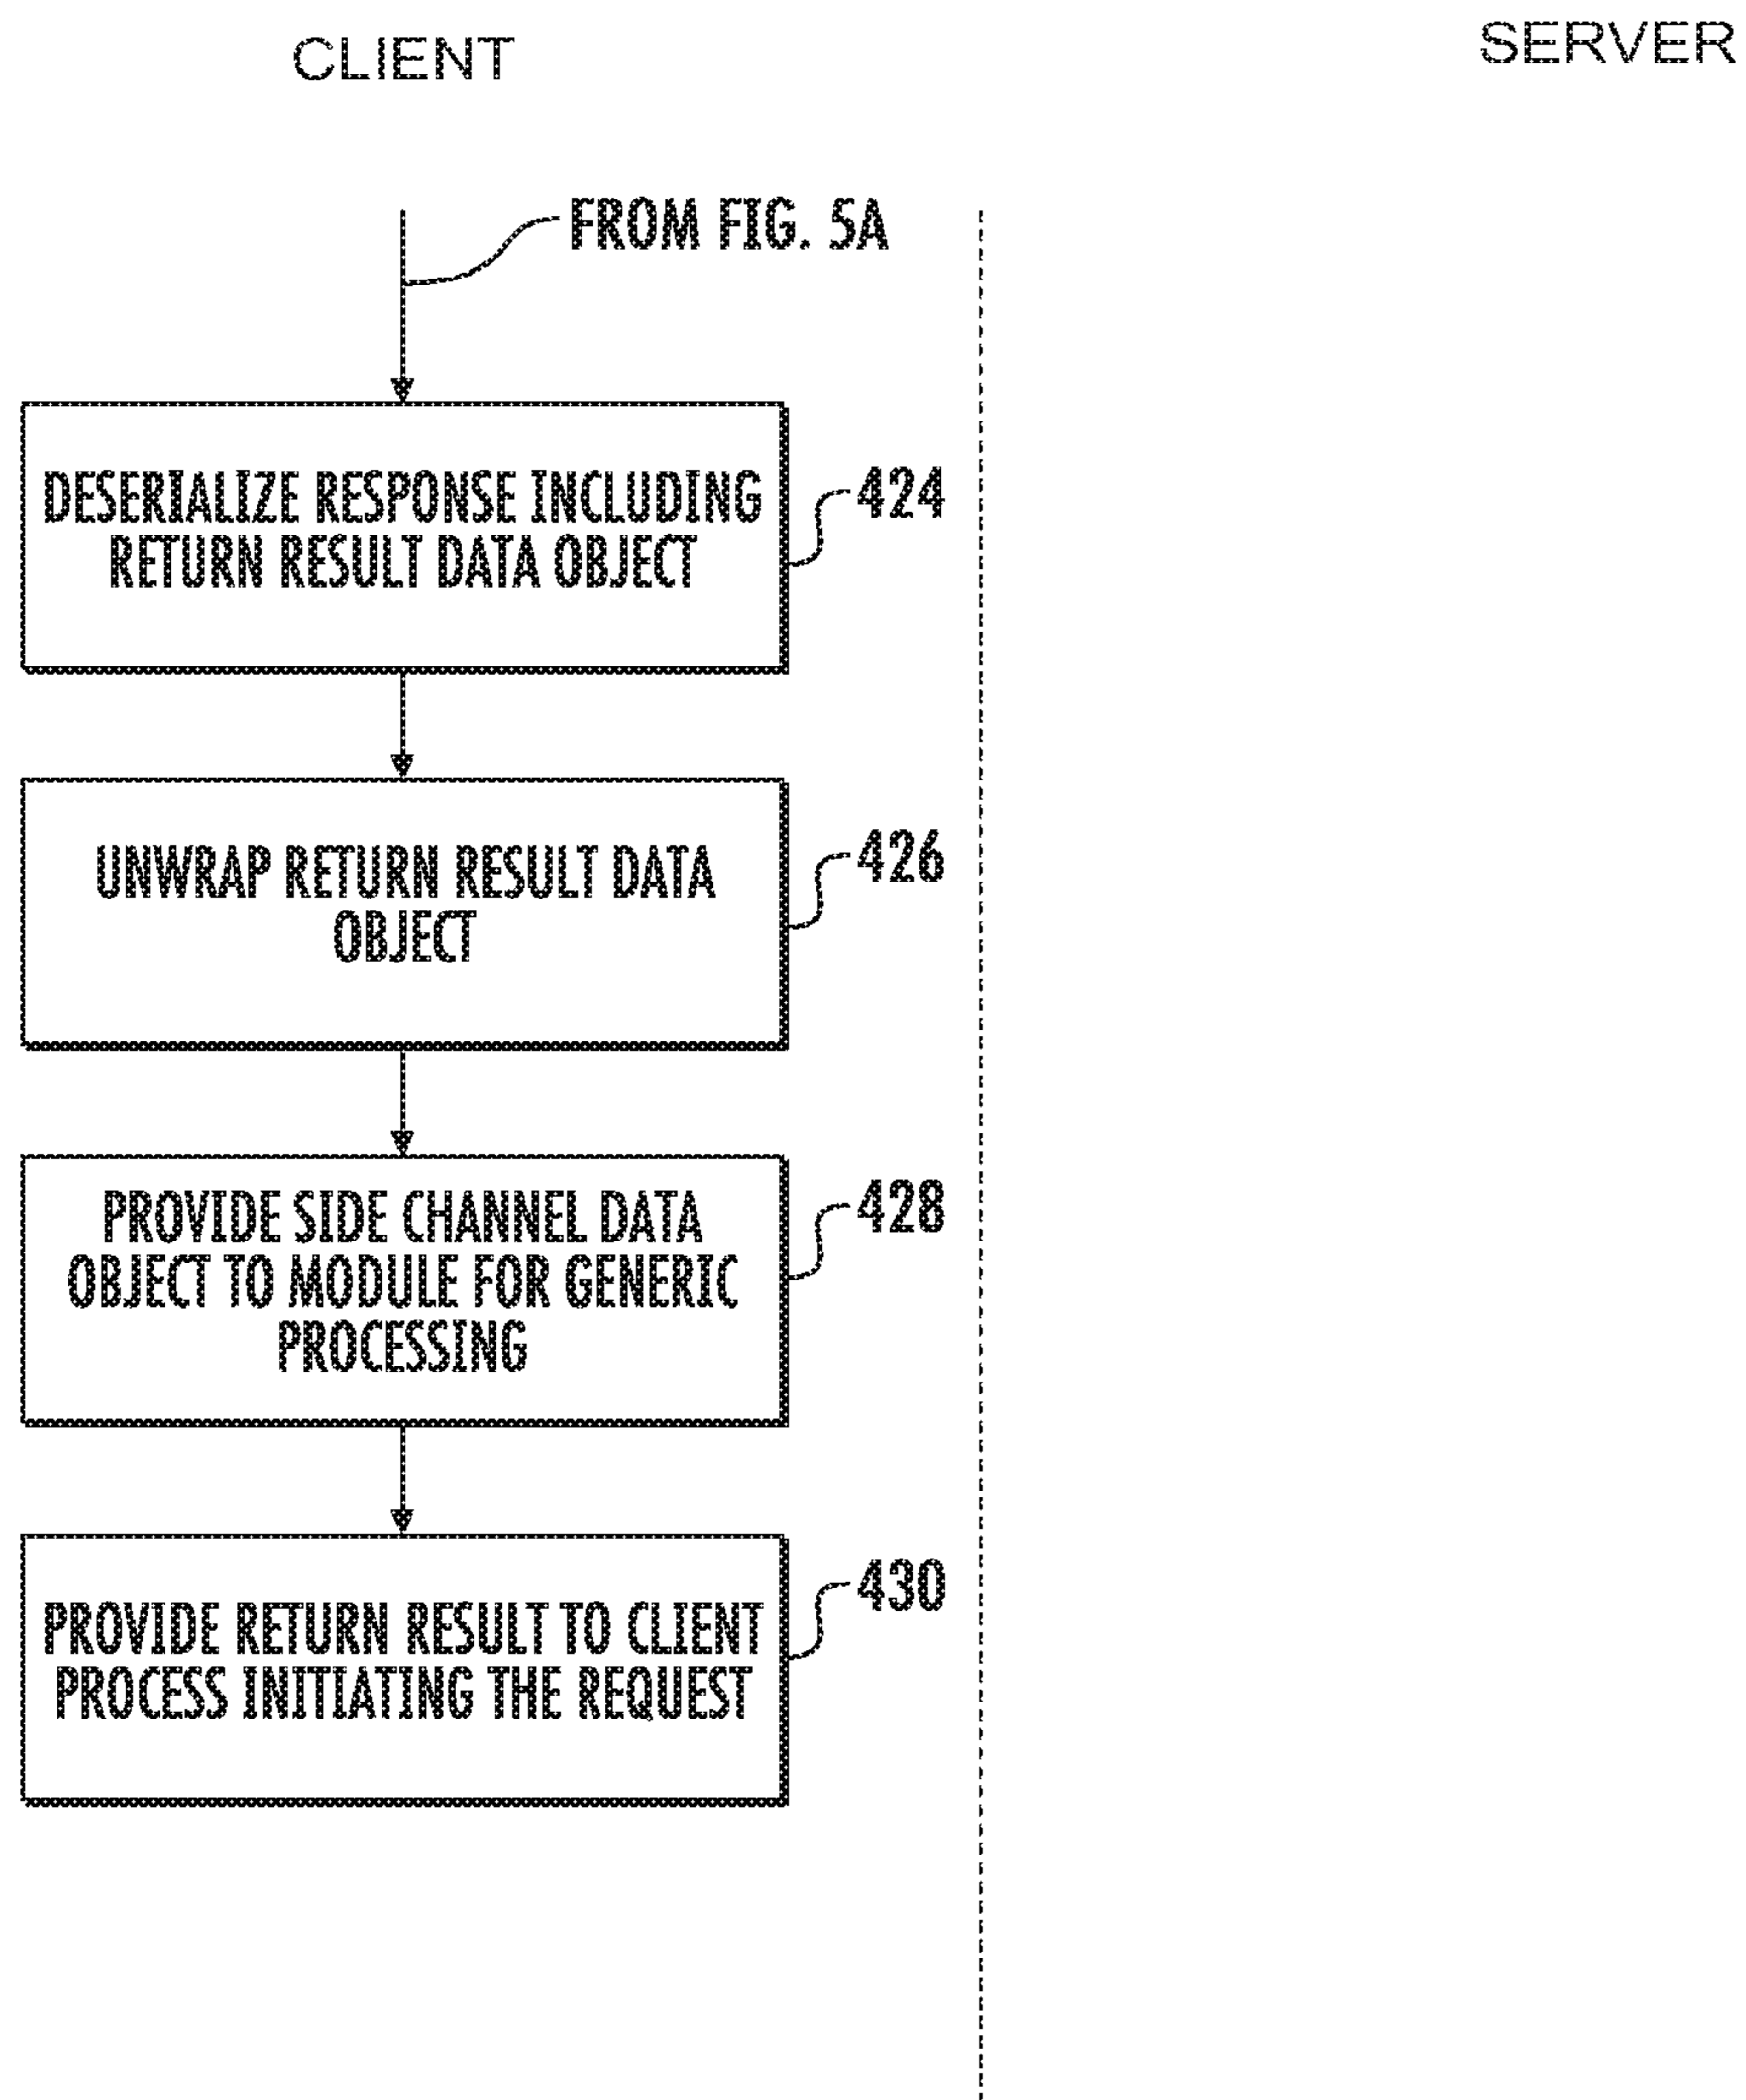 CLIENT
SERVER
FROM FIG. 5A
DESERIALIZE RESPONSE INCLUDING
RETURN RESULT DATA OBJECT
424
UNWRAP RETURN RESULT DATA
OBJECT
426
PROVIDE SIDE CHANNEL DATA
OBJECT TO MODULE FOR GENERIC
PROCESSING
428
PROVIDE RETURN RESULT TO CLIENT
PROCESS INITIATING THE REQUEST
430